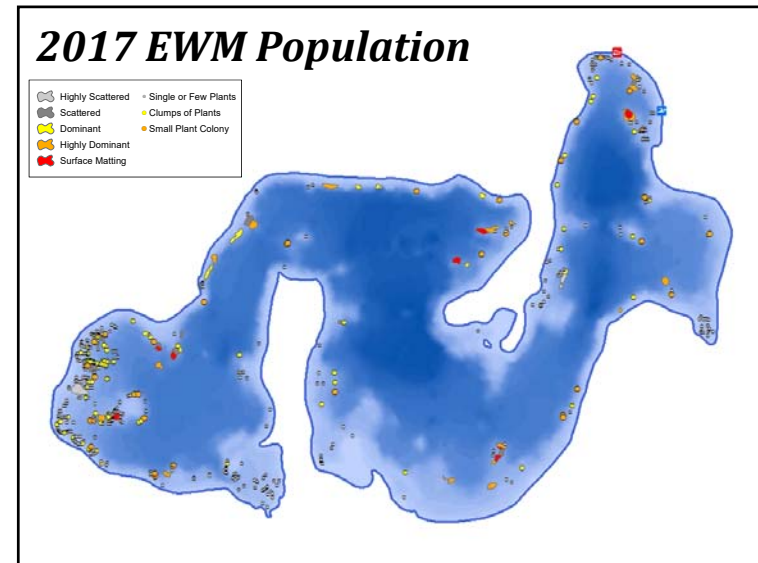 2017 EWM Population
Highly Scattered
Scattered
Dominant
Highly Dominant
Surface Matting
Single or Few Plants
Clumps of Plants
Small Plant Colony